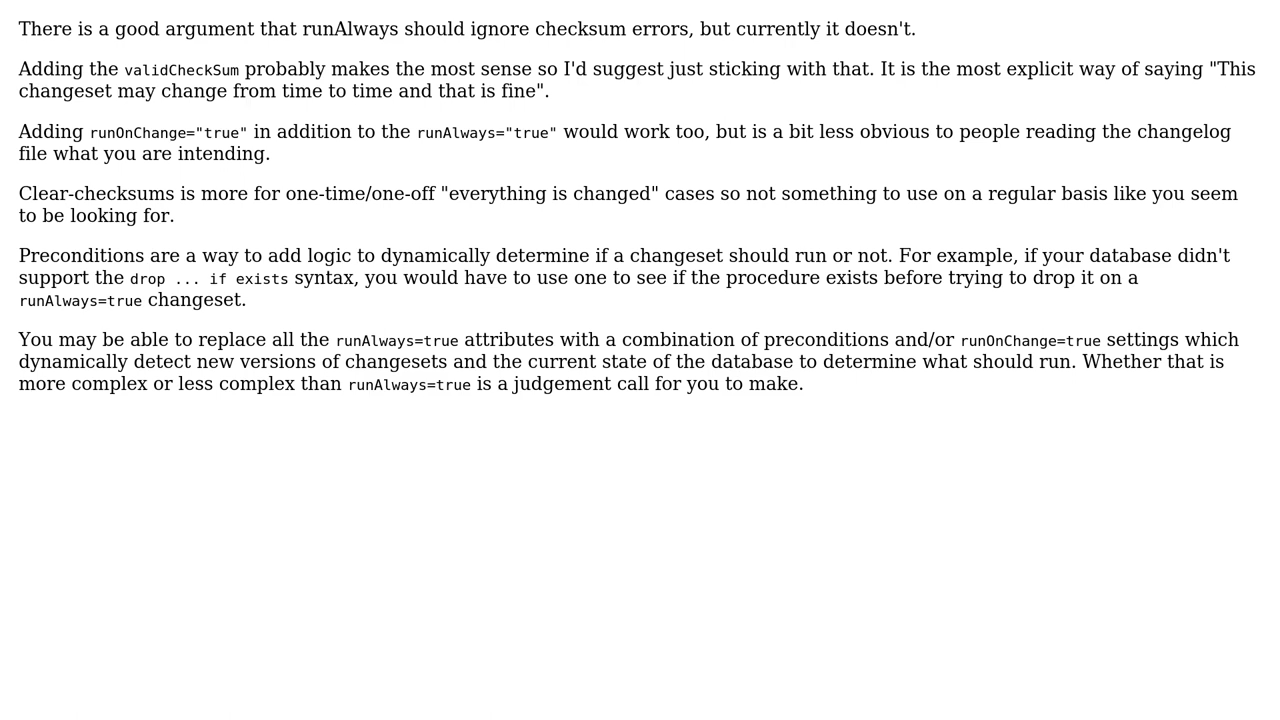 There is a good argument that runAlways should ignore checksum errors, but currently it doesn't.
Adding the validCheckSum probably makes the most sense so I'd suggest just sticking with that. It is the most explicit way of saying "This
changeset may change from time to time and that is fine".
Adding runOnChange="true" in addition to the runAlways="true" would work too, but is a bit less obvious to people reading the changelog
file what you are intending.
Clear-checksums is more for one-time/one-off "everything is changed" cases so not something to use on a regular basis like you seem
to be looking for.
Preconditions are a way to add logic to dynamically determine if a changeset should run or not. For example, if your database didn't
support the drop ... if exists syntax, you would have to use one to see if the procedure exists before trying to drop it on a
runAlways=true changeset.
You may be able to replace all the runAlways=true attributes with a combination of preconditions and/or runOnChange=true settings which
dynamically detect new versions of changesets and the current state of the database to determine what should run. Whether that is
more complex or less complex than runAlways=true is a judgement call for you to make.